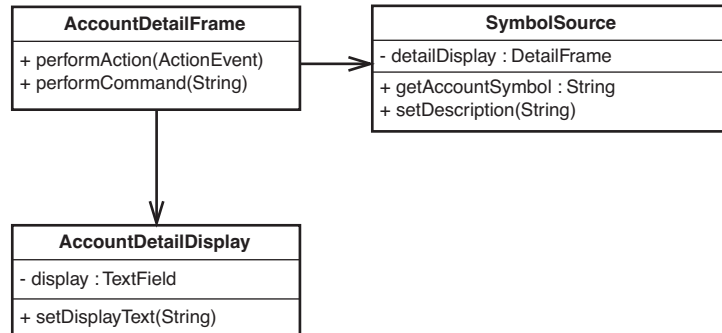 AccountDetailFrame
+ performAction(ActionEvent)
+ performCommand(String)
SymbolSource
- detailDisplay : DetailFrame
+ getAccountSymbol : String
+ setDescription(String)
AccountDetailDisplay
- display : TextField
+ setDisplayText(String)